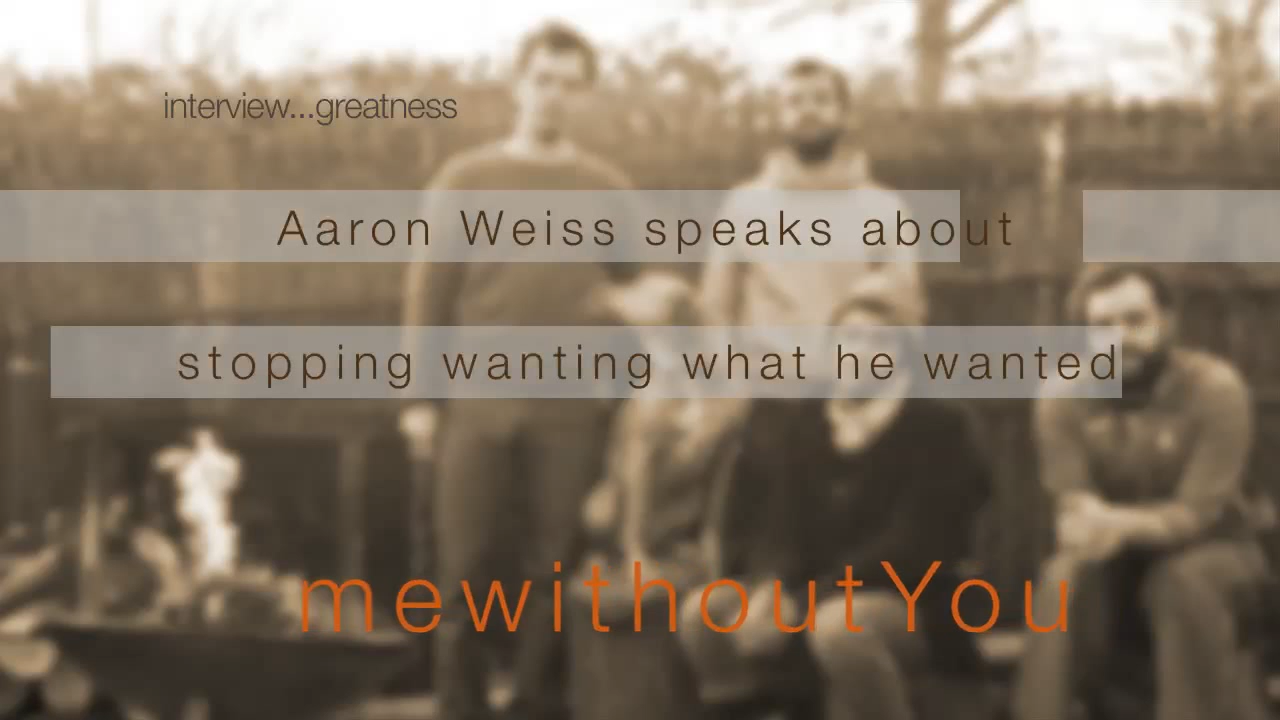 interview...greatness
Aaron Weiss speaks about
stopping wanting what he wanted
mewithoutYou